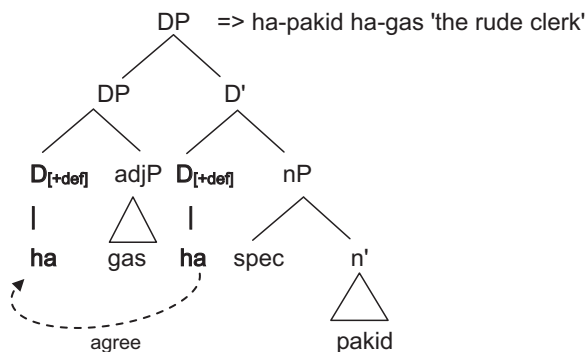 DP => ha-pakid ha-gas 'the rude clerk'
DP D'
D[+def] adjP D[+def] nP
ha gas ha spec n'
pakid
agree